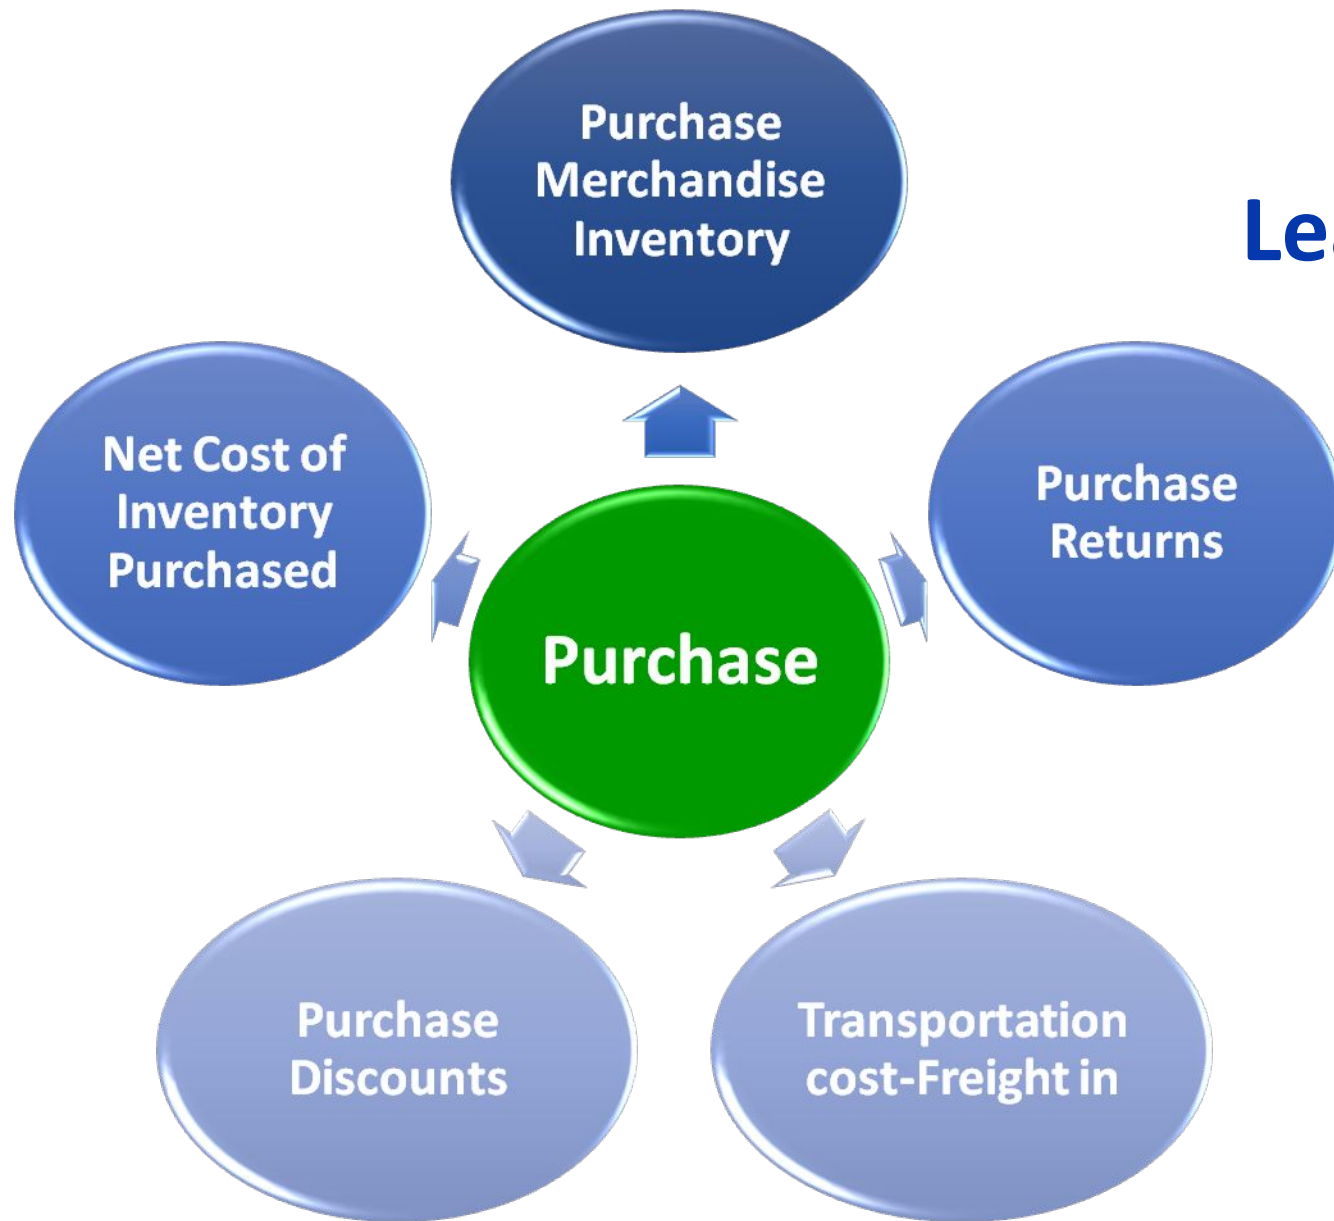 Purchase
Merchandise
Inventory
Net Cost of
Inventory
Purchased
Purchase
Returns
Purchase
Purchase
Discounts
Transportation
cost-Freight in